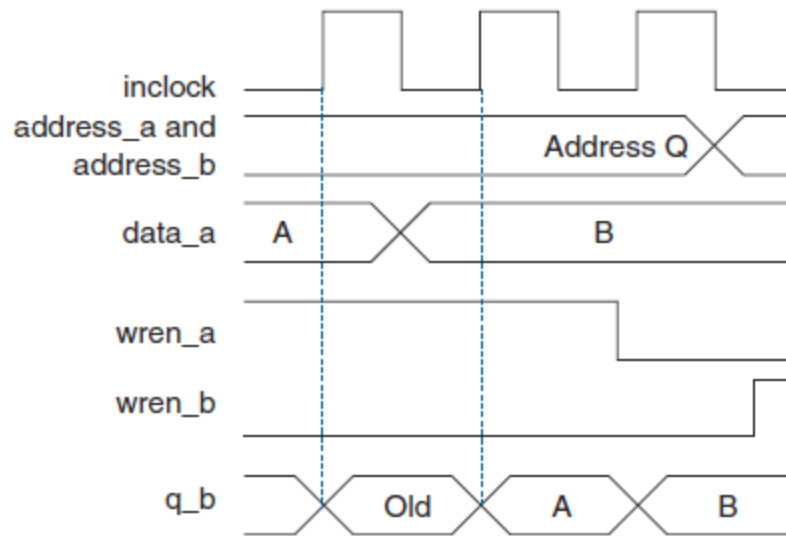 inclock
address_a and
address_b
Address Q
data_a
A
B
wren_a
wren_b
q_b
Old
A
B